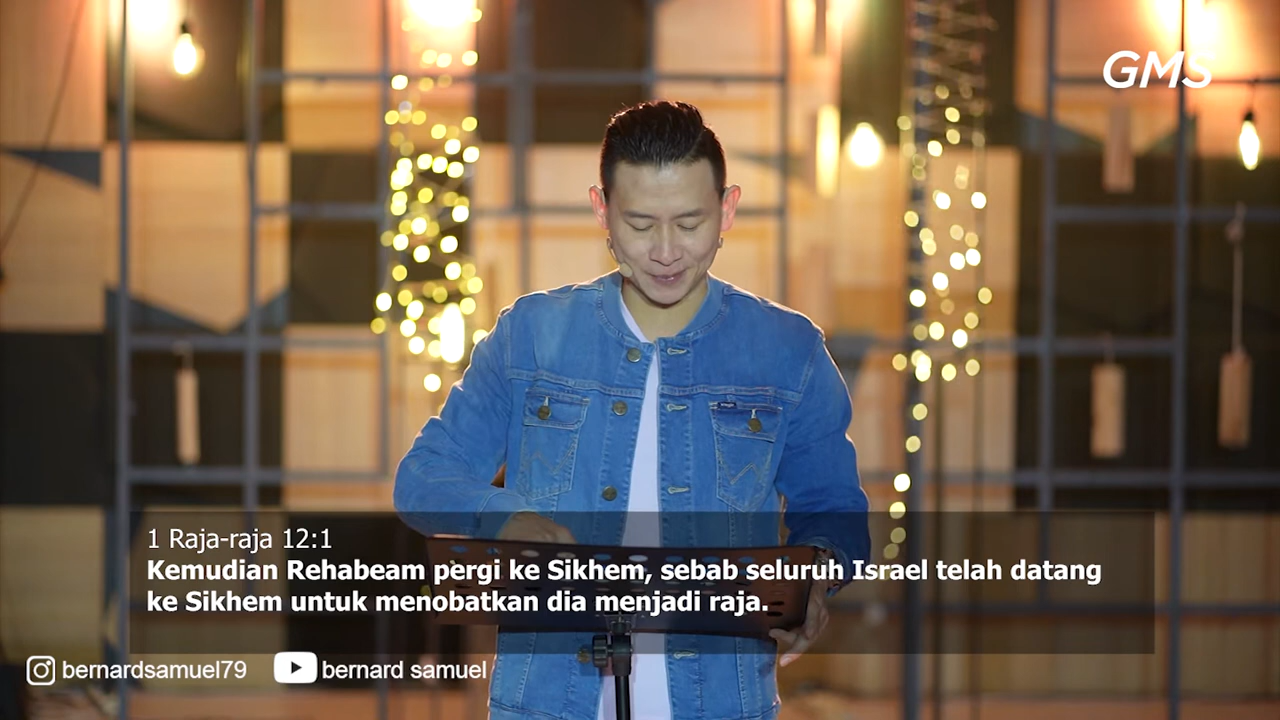 GMS
1 Raja-raja 12:1
Kemudian Rehabeam pergi ke Sikhem, sebab seluruh Israel telah datang
ke Sikhem untuk menobatkan dia menjadi raja.
bernardsamuel79 bernard samuel